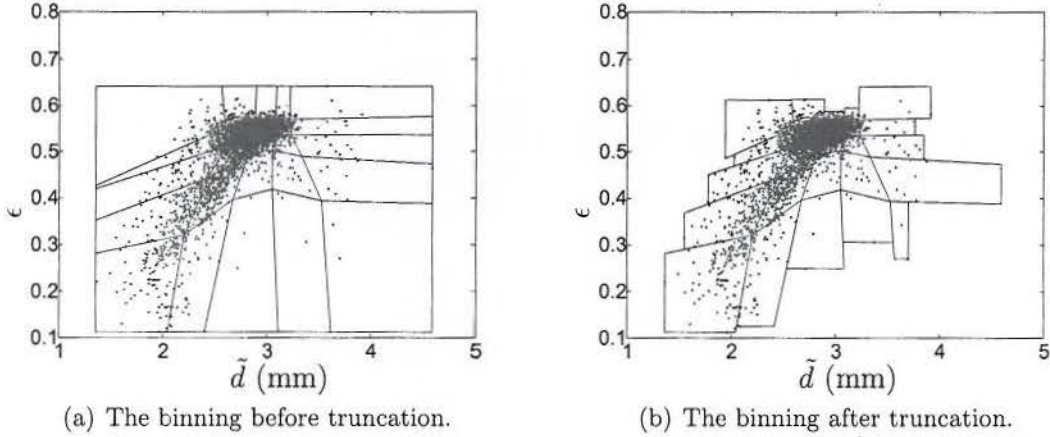 0.8
0.7
0.6
0.5
0.4
0.3
0.2
0.1
ϵ
1 2 3 4 5
d̃ (mm)
(a) The binning before truncation.
0.8
0.7
0.6
0.5
0.4
0.3
0.2
0.1
ϵ
1 2 3 4 5
d̃ (mm)
(b) The binning after truncation.